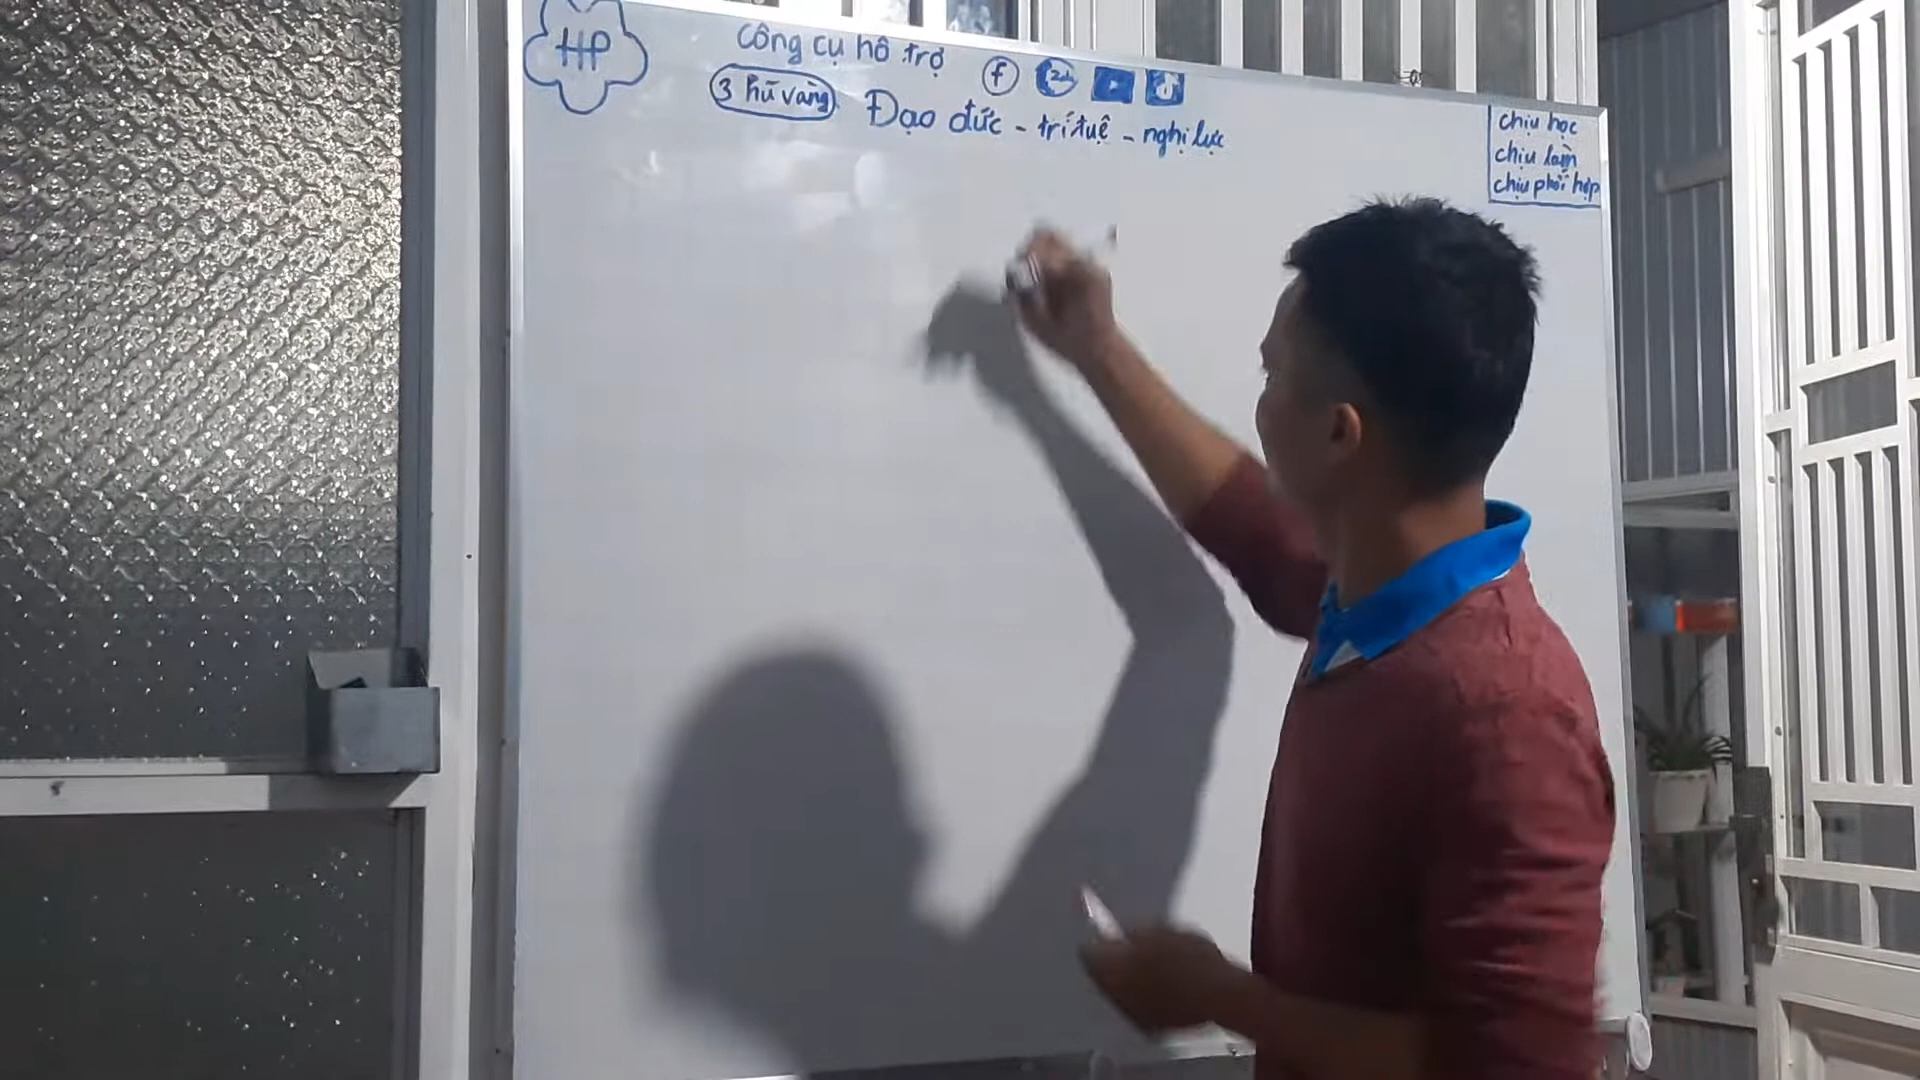 HP
công cụ hỗ trợ f
3 hũ vàng Đạo đức - trí tuệ - nghị lực
chịu học
chịu làm
chịu phối hợp